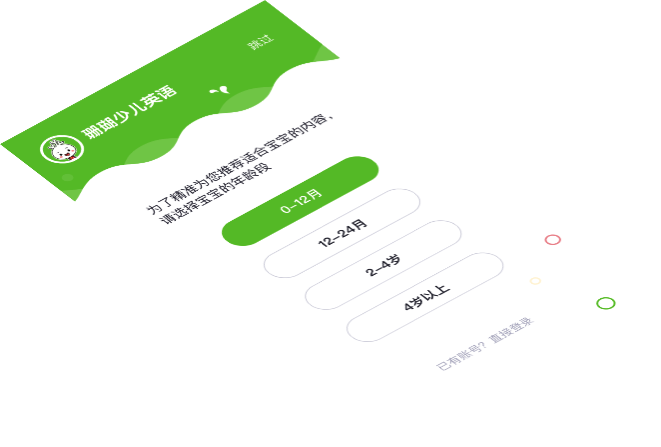 跳过
珊瑚少儿英语
为了精准为您推荐适合宝宝的内容，
请选择宝宝的年龄段
0-12月
12-24月
2-4岁
4岁以上
已有账号？直接登录